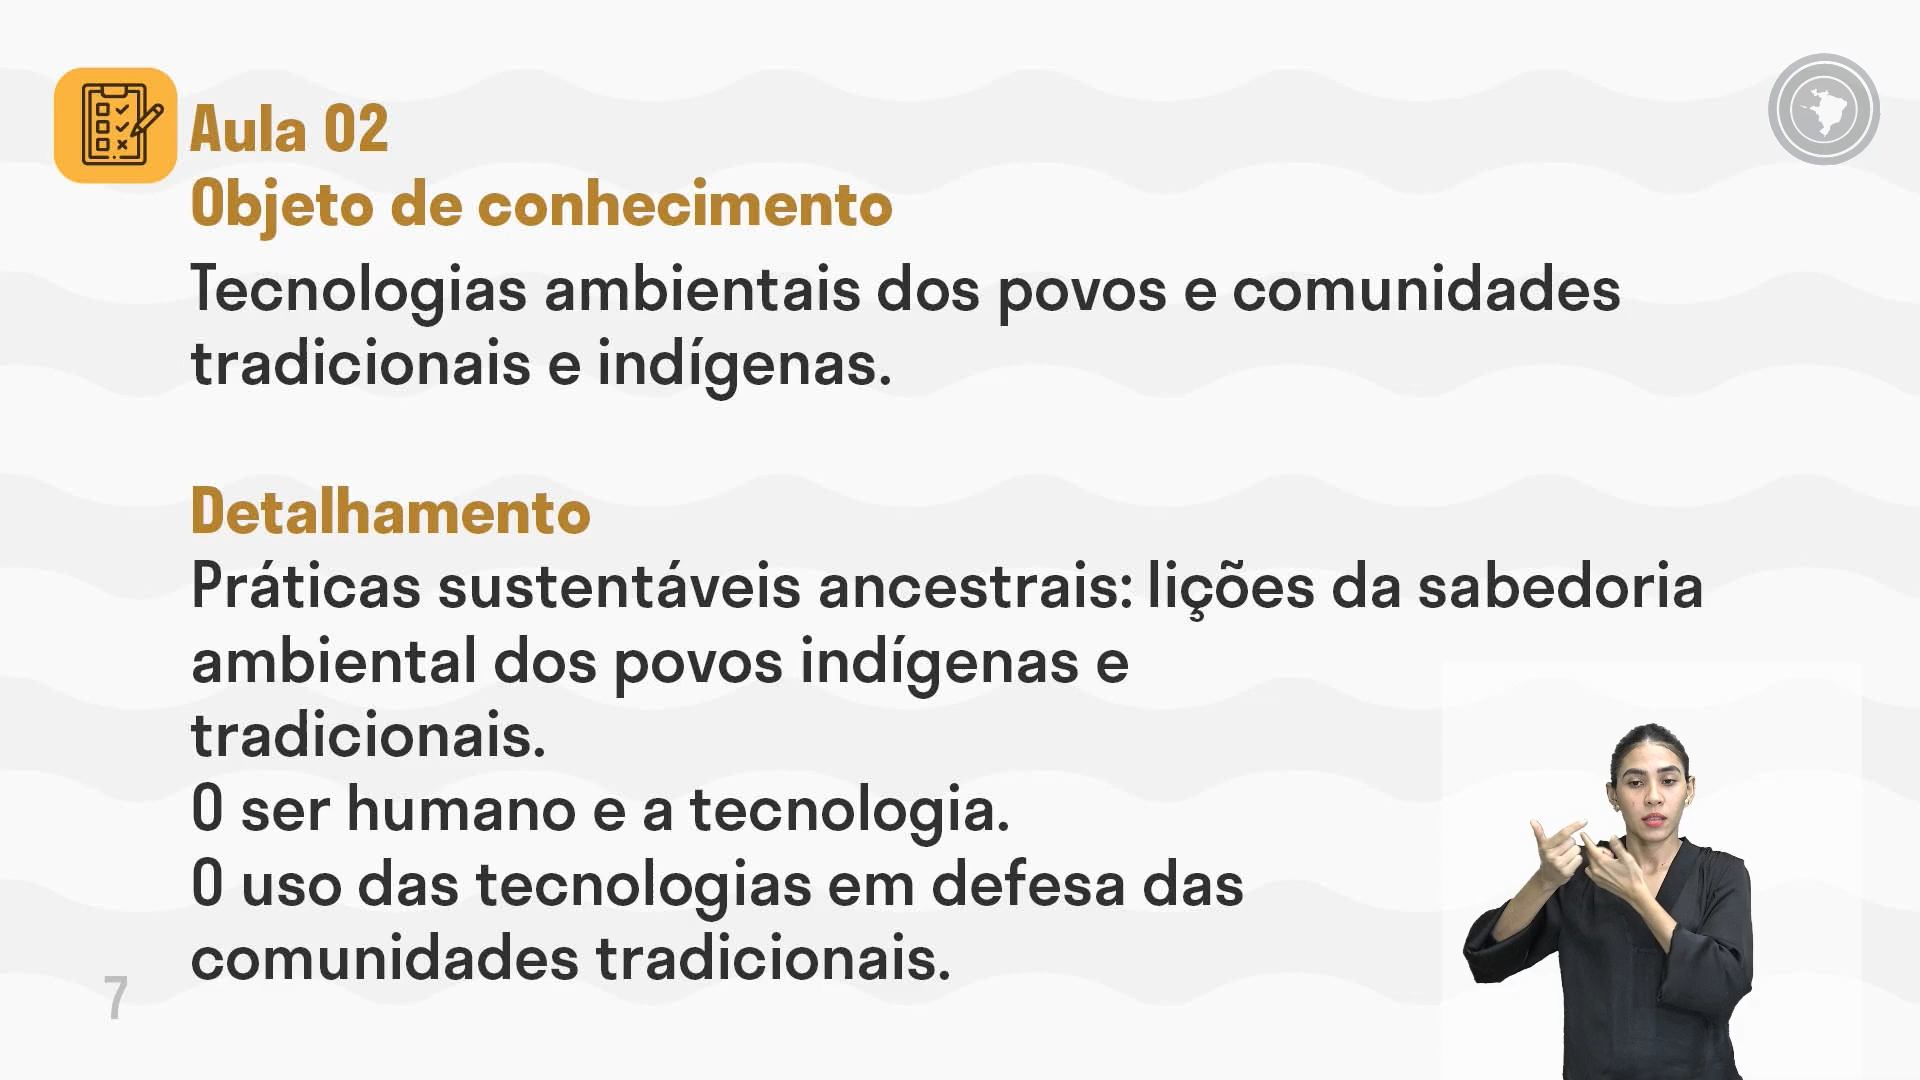 Aula 02
Objeto de conhecimento
Tecnologias ambientais dos povos e comunidades
tradicionais e indígenas.
Detalhamento
Práticas sustentáveis ancestrais: lições da sabedoria
ambiental dos povos indígenas e
tradicionais.
O ser humano e a tecnologia.
O uso das tecnologias em defesa das
comunidades tradicionais.
7